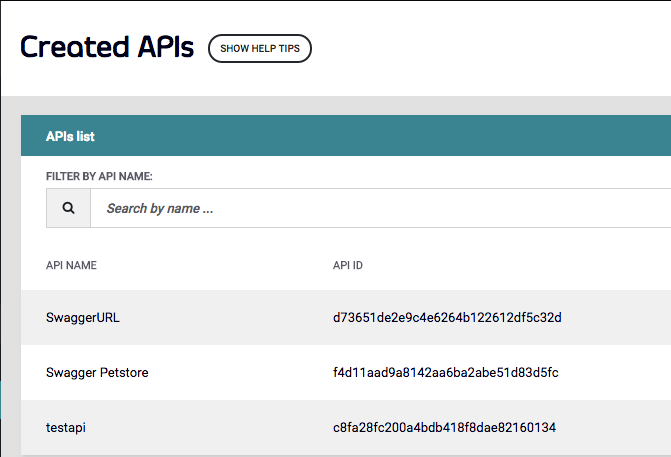 Created APIs SHOW HELP TIPS
APIs list
FILTER BY API NAME:
Search by name ...
API NAME API ID
SwaggerURL d73651de2e9c4e6264b122612df5c32d
Swagger Petstore f4d11aad9a8142aa6ba2abe51d83d5fc
testapi c8fa28fc200a4bdb418f8dae82160134